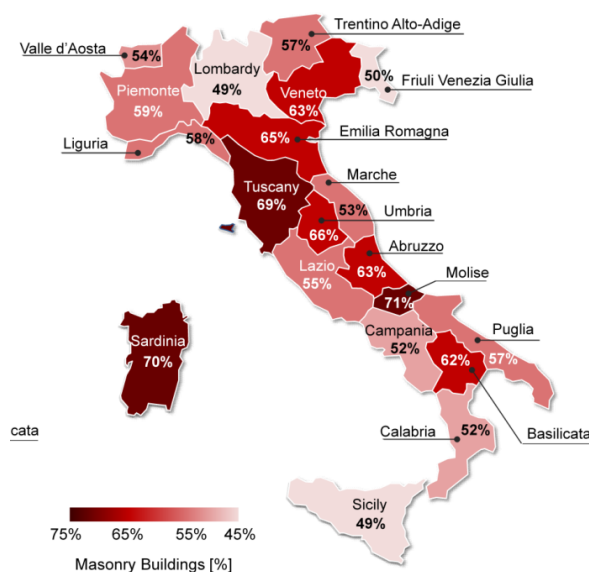 Trentino Alto-Adige
57%
Valle d'Aosta
54%
Lombardy
49%
50%
Friuli Venezia Giulia
Piemonte
59%
Veneto
63%
Liguria
58%
65%
Emilia Romagna
Marche
Tuscany
69%
53%
Umbria
66%
Abruzzo
63%
Lazio
55%
Molise
71%
Campania
52%
Puglia
57%
Sardinia
70%
62%
Basilicata
cata
Calabria
52%
Sicily
49%
75% 65% 55% 45%
Masonry Buildings [%]